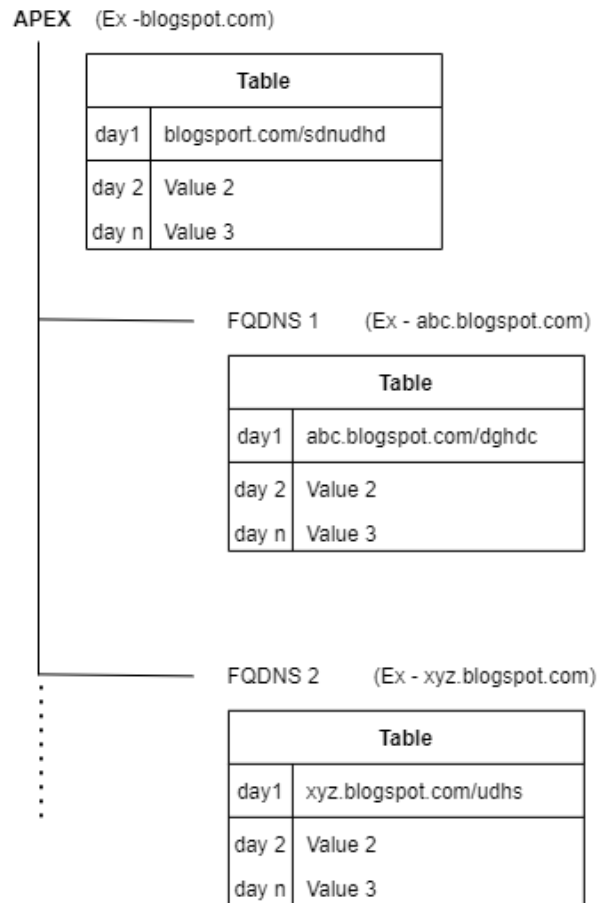 APEX (Ex -blogspot.com)
Table
day1 blogsport.com/sdnudhd
day 2 Value 2
day n Value 3
FQDNS 1 (Ex - abc.blogspot.com)
Table
day1 abc.blogspot.com/dghdc
day 2 Value 2
day n Value 3
FQDNS 2 (Ex - xyz.blogspot.com)
Table
day1 xyz.blogspot.com/udhs
day 2 Value 2
day n Value 3